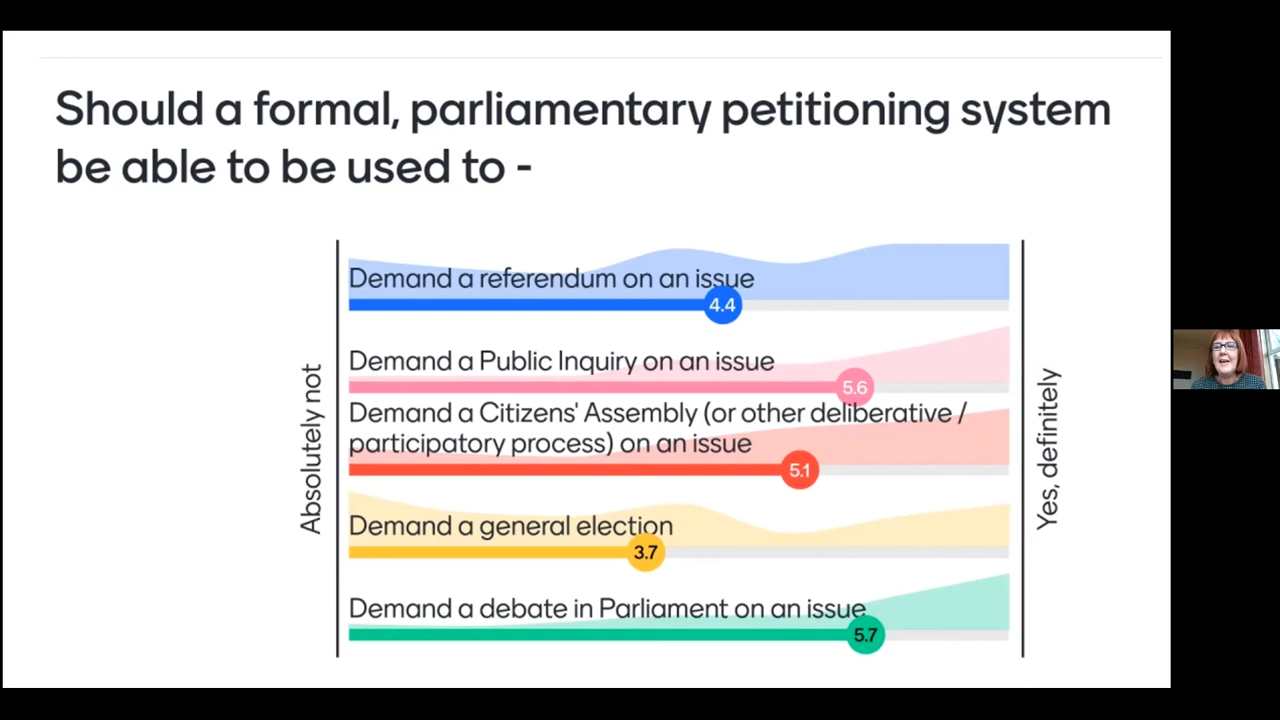 Should a formal, parliamentary petitioning system
be able to be used to -
Absolutely not
Demand a referendum on an issue
4.4
Demand a Public Inquiry on an issue
5.6
Demand a Citizens' Assembly (or other deliberative /
participatory process) on an issue
5.1
Demand a general election
3.7
Demand a debate in Parliament on an issue
5.7
Yes, definitely